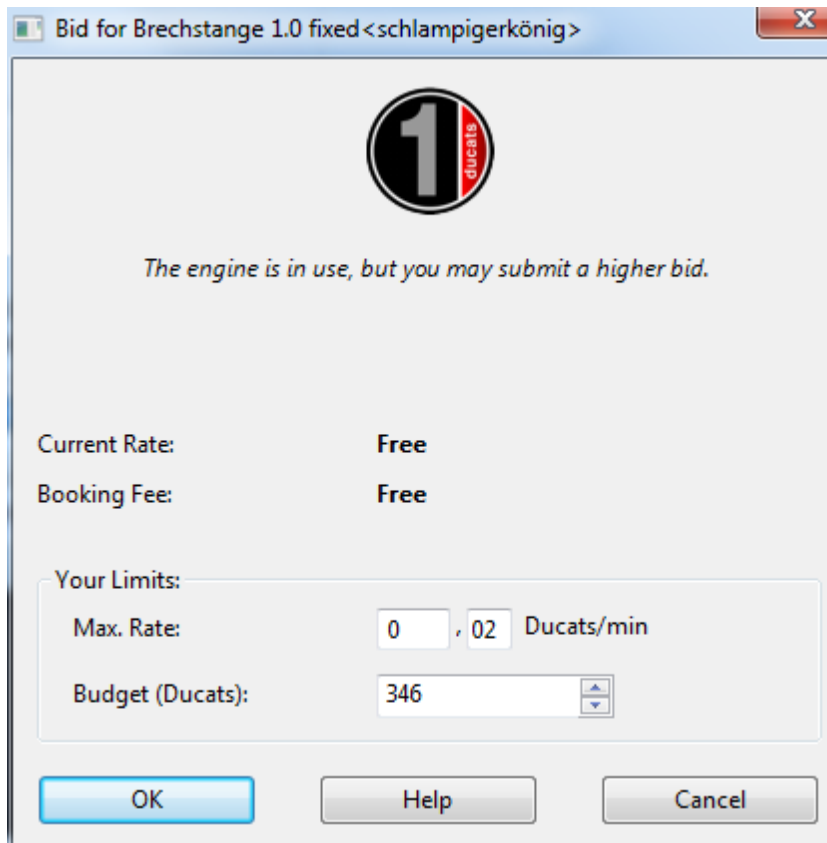 Bid for Brechstange 1.0 fixed<schlampigerkönig>
1 ducats
The engine is in use, but you may submit a higher bid.
Current Rate: Free
Booking Fee: Free
Your Limits:
Max. Rate: 0 , 02 Ducats/min
Budget (Ducats): 346
OK Help Cancel